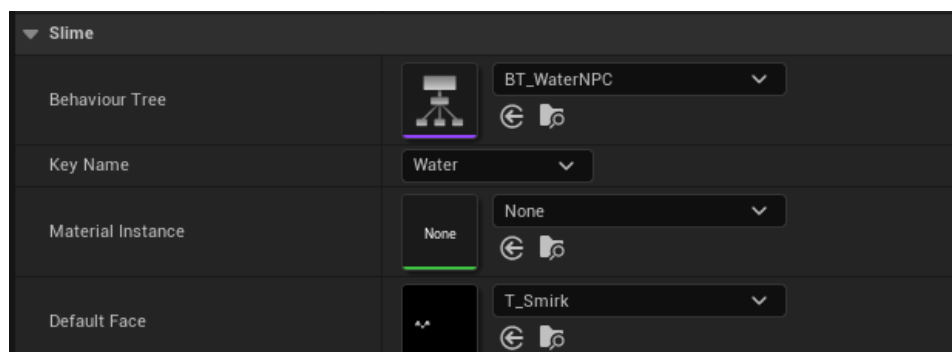 Slime
Behaviour Tree
BT_WaterNPC
Key Name
Water
Material Instance
None
None
Default Face
T_Smirk